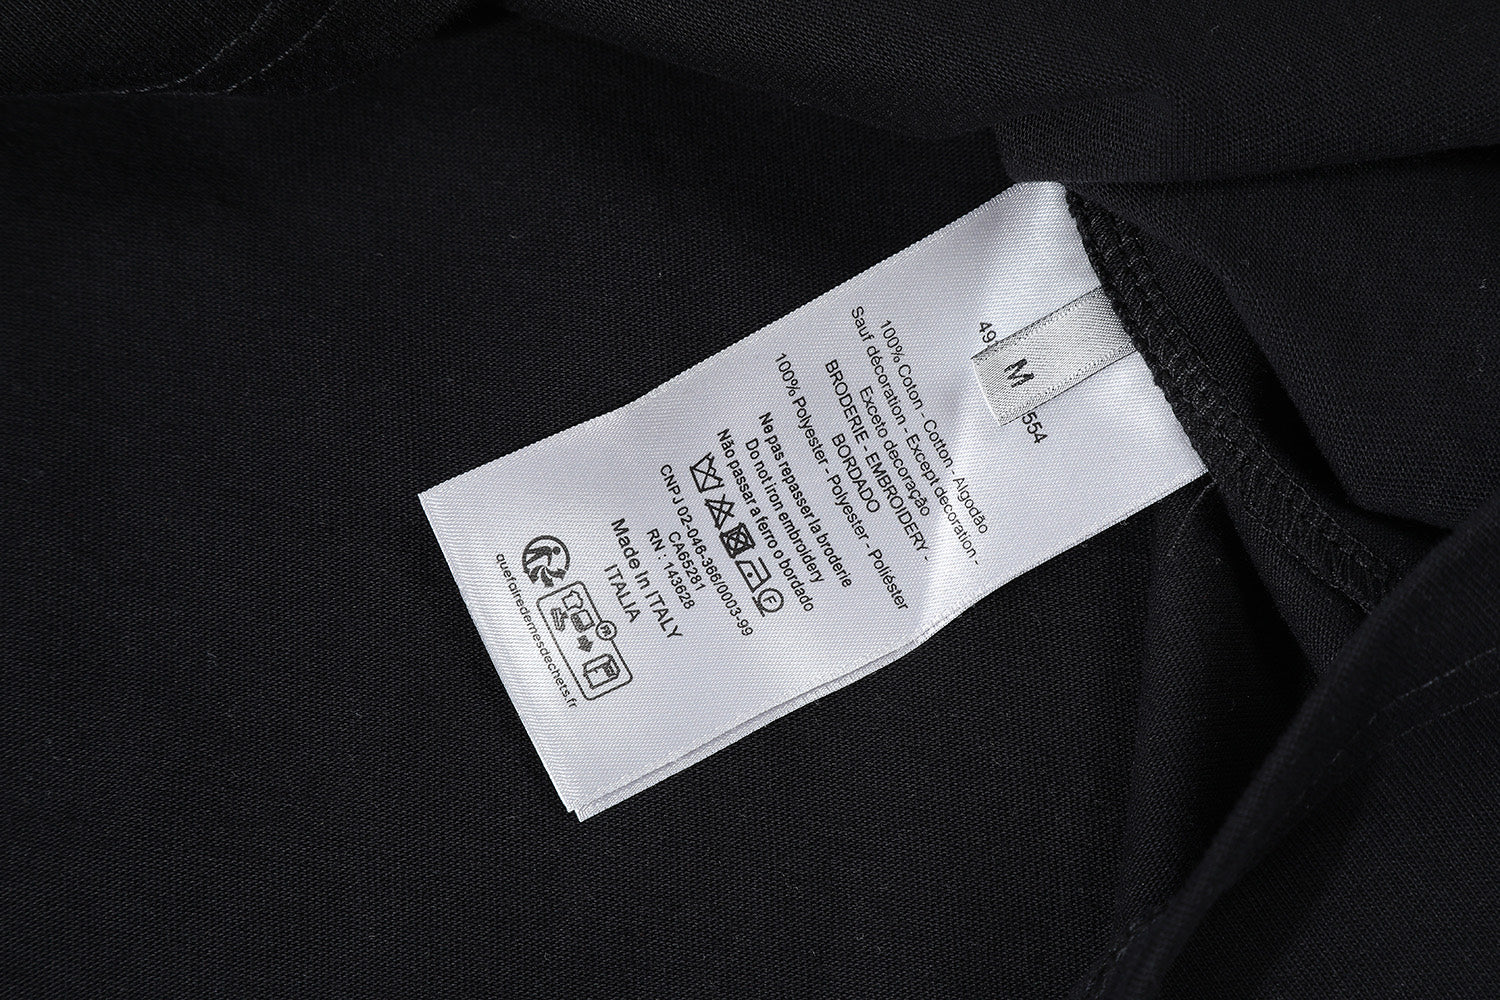 M
49
554
100% Coton - Cotton - Algodão
Sauf décoration - Except decoration -
Exceto decoração
BRODERIE - EMBROIDERY -
BORDADO
100% Polyester - Polyester - Poliéster
Ne pas repasser la broderie
Do not iron embroidery
Não passar a ferro o bordado
F
CNPJ 02-046-366/0003-99
CA65281
RN : 143628
Made In ITALY
ITALIA
FR
quefairedemesdechets.fr